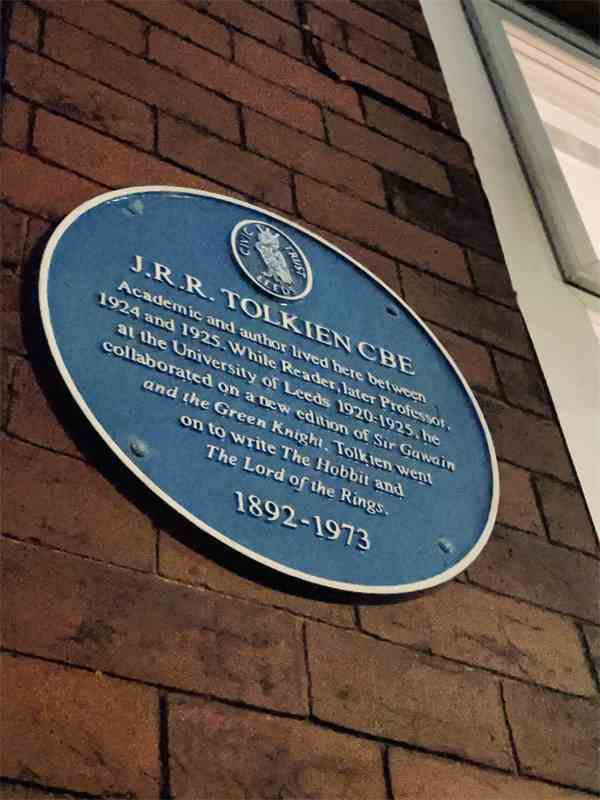 CIVIC TRUST
LEEDS
J.R.R. TOLKIEN CBE
Academic and author lived here between
1924 and 1925. While Reader, later Professor,
at the University of Leeds 1920-1925, he
collaborated on a new edition of Sir Gawain
and the Green Knight. Tolkien went
on to write The Hobbit and
The Lord of the Rings.
1892-1973